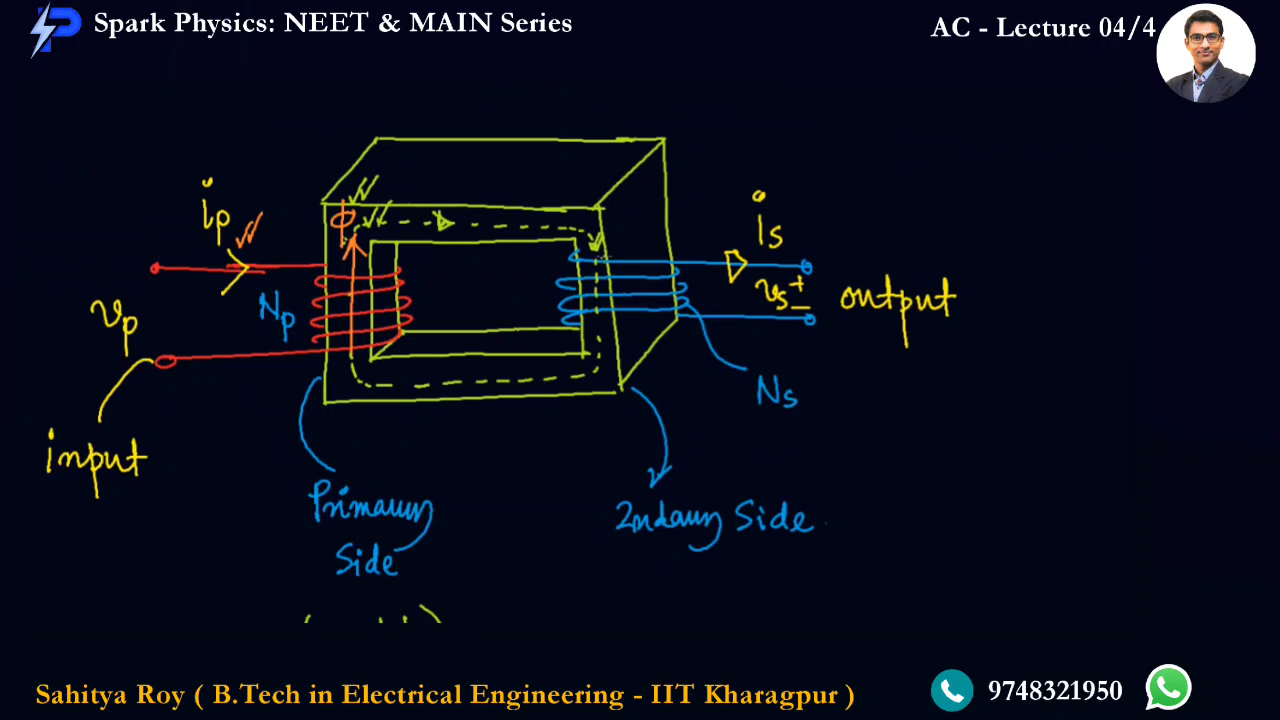 Spark Physics: NEET & MAIN Series
AC - Lecture 04/4
ip
is
ϕ
Np
vp
vs + -
output
Ns
input
Primary
Side
2ndary Side
Sahitya Roy ( B.Tech in Electrical Engineering - IIT Kharagpur )
9748321950